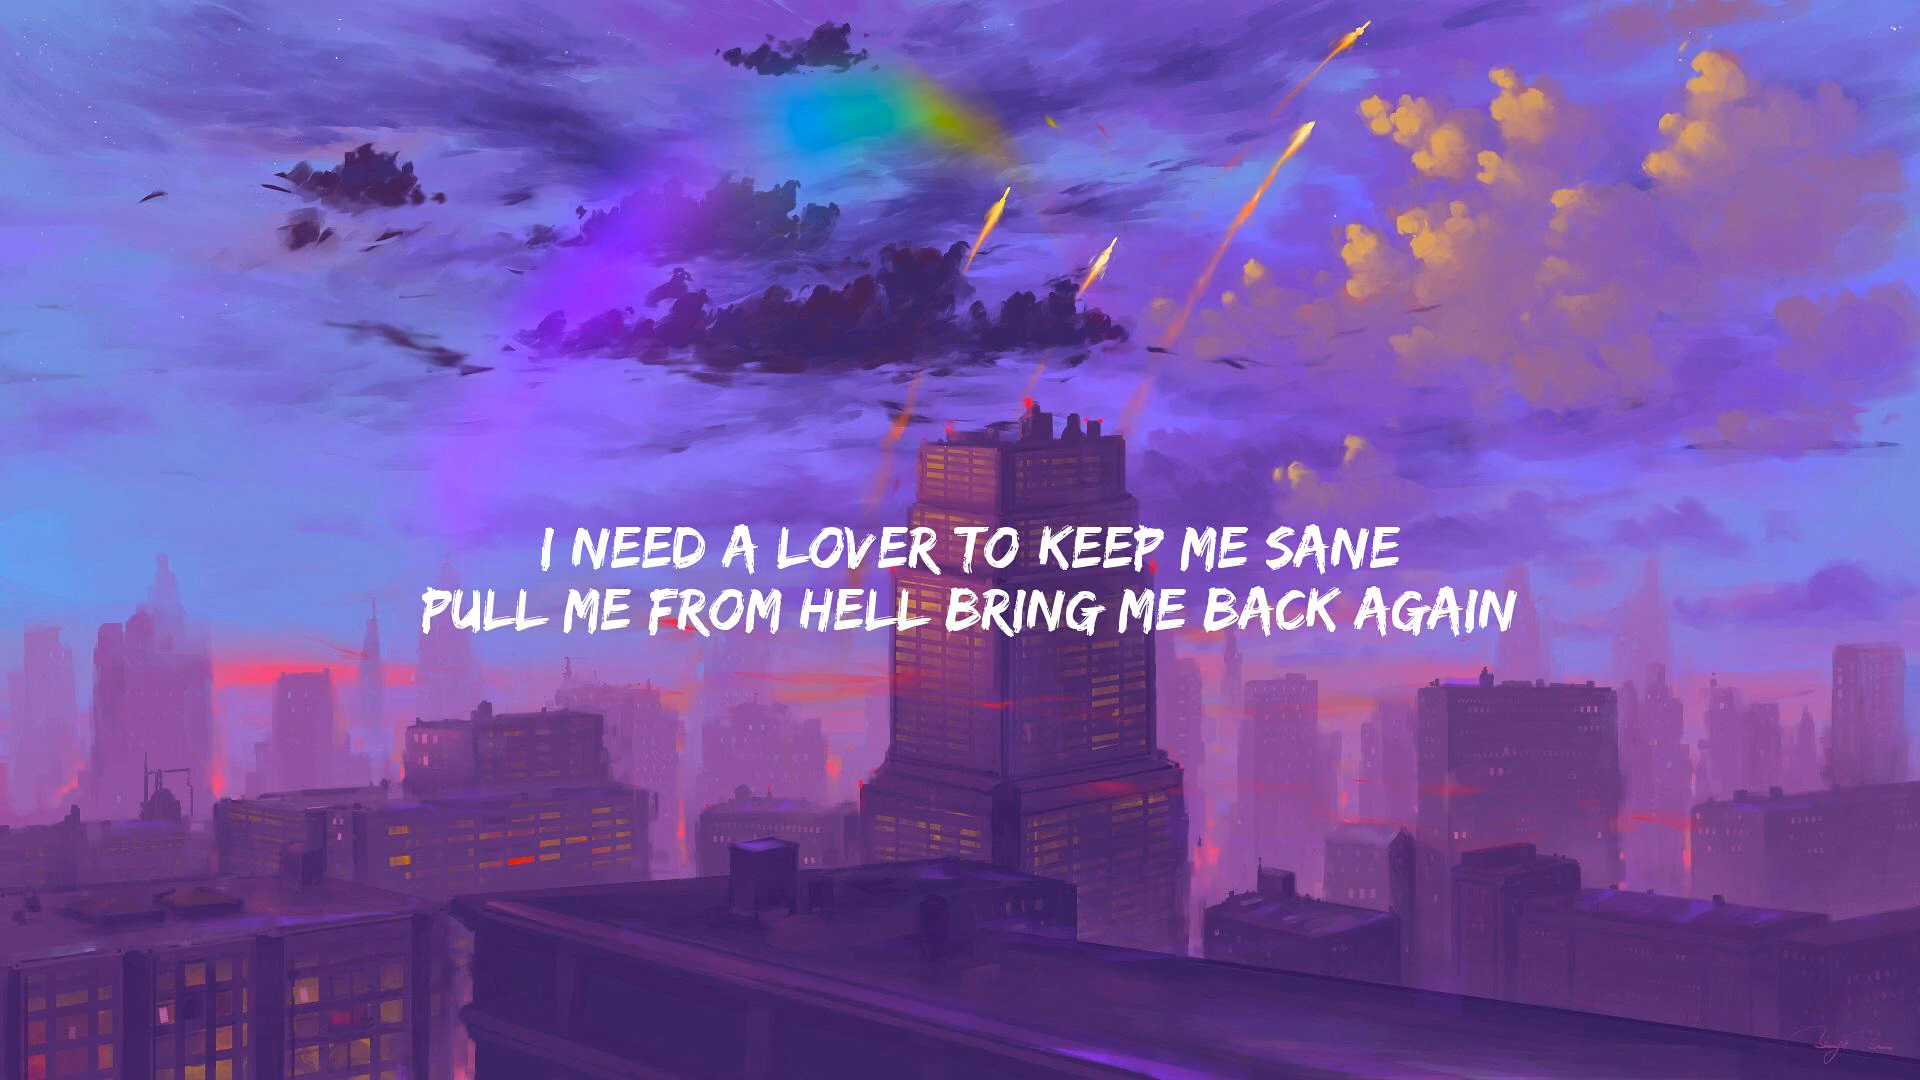 I NEED A LOVER TO KEEP ME SANE
PULL ME FROM HELL BRING ME BACK AGAIN